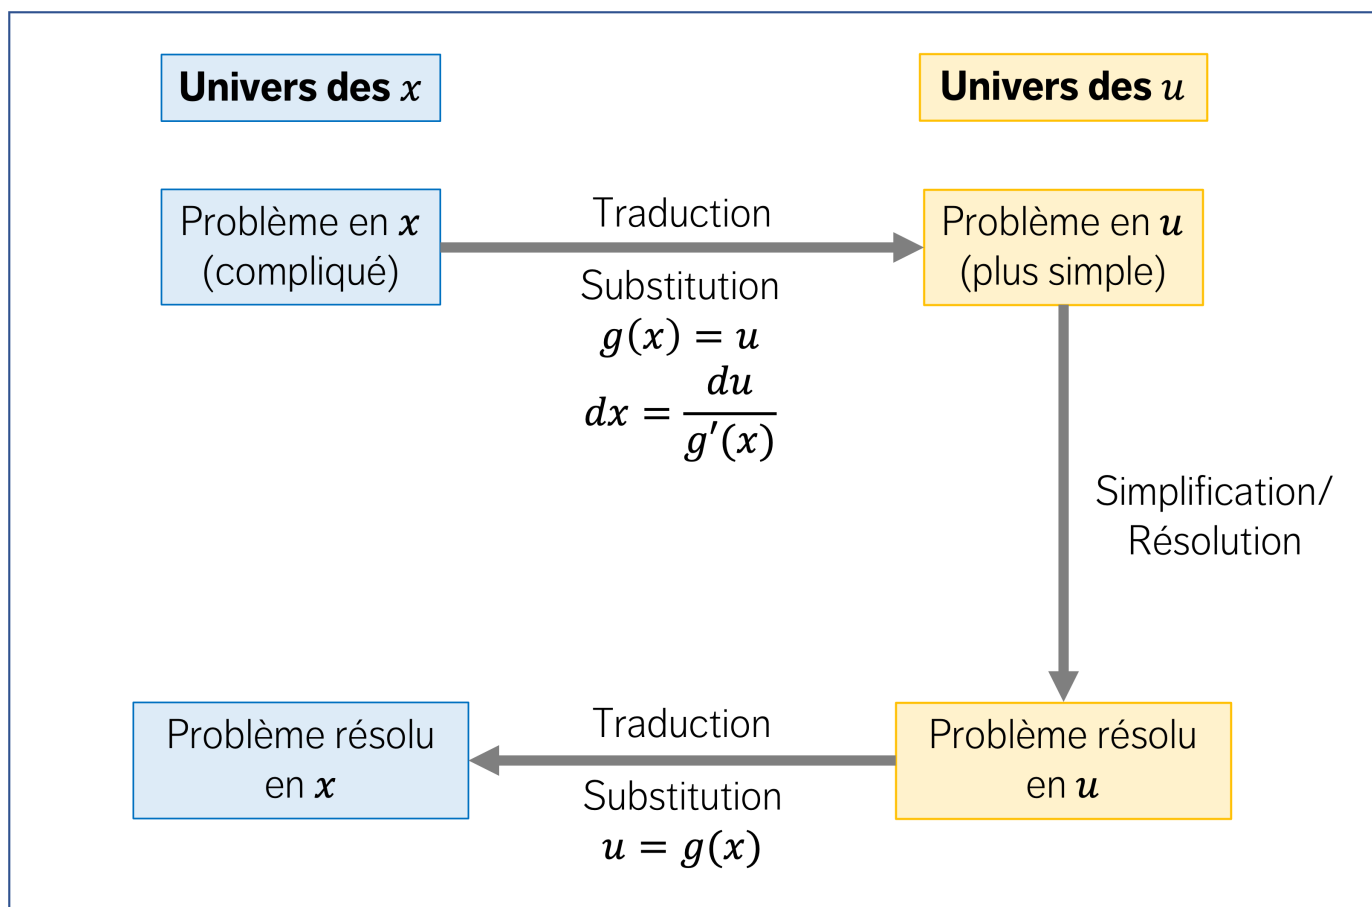 Univers des x
Univers des u
Problème en x
(compliqué)
Traduction
Substitution
g(x) = u
dx = du / g′(x)
Problème en u
(plus simple)
Simplification/
Résolution
Problème résolu
en u
Traduction
Substitution
u = g(x)
Problème résolu
en x